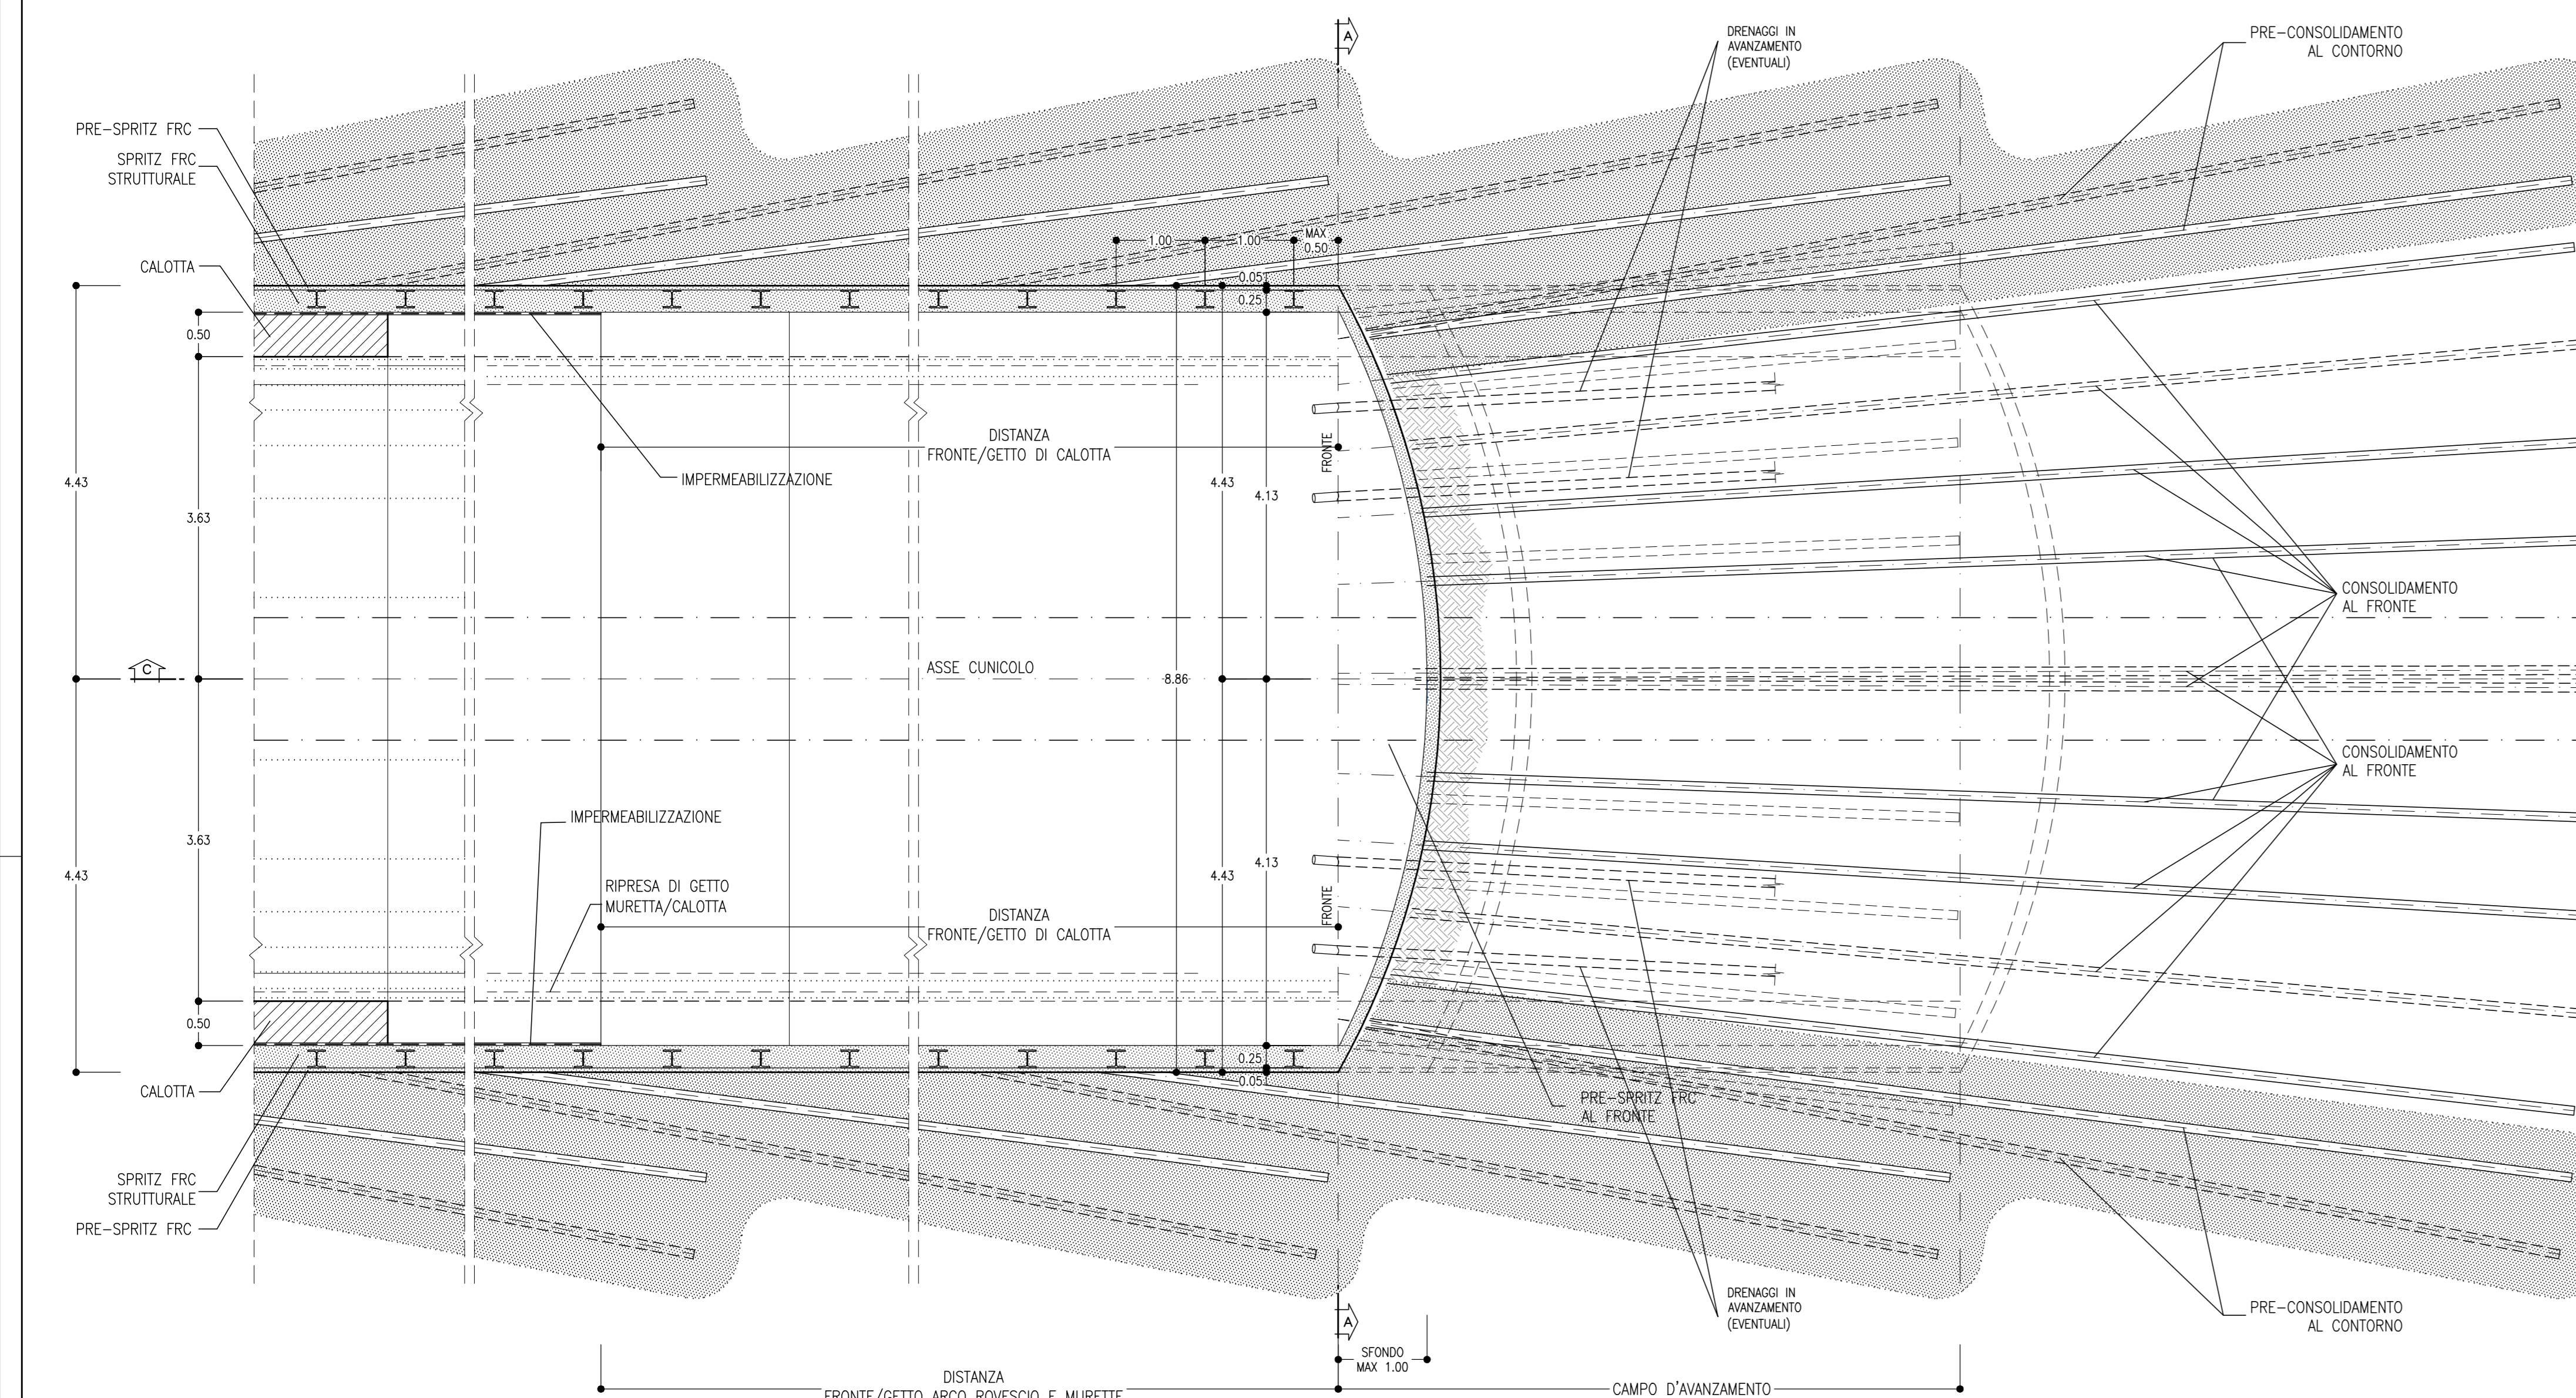 A
DRENAGGI IN
AVANZAMENTO
(EVENTUALI)
PRE-CONSOLIDAMENTO
AL CONTORNO
PRE-SPRITZ FRC
SPRITZ FRC
STRUTTURALE
CALOTTA
1.00
1.00
MAX
0.50
0.05
0.25
0.50
4.43
3.63
IMPERMEABILIZZAZIONE
DISTANZA
FRONTE/GETTO DI CALOTTA
FRONTE
4.43
4.13
CONSOLIDAMENTO
AL FRONTE
C
ASSE CUNICOLO
8.86
CONSOLIDAMENTO
AL FRONTE
IMPERMEABILIZZAZIONE
3.63
4.43
RIPRESA DI GETTO
MURETTA/CALOTTA
4.43
4.13
FRONTE
DISTANZA
FRONTE/GETTO DI CALOTTA
0.50
0.25
0.05
CALOTTA
PRE-SPRITZ FRC
AL FRONTE
SPRITZ FRC
STRUTTURALE
PRE-SPRITZ FRC
DRENAGGI IN
AVANZAMENTO
(EVENTUALI)
PRE-CONSOLIDAMENTO
AL CONTORNO
A
SFONDO
MAX 1.00
DISTANZA
FRONTE/GETTO ARCO ROVESCIO E MURETTE
CAMPO D'AVANZAMENTO